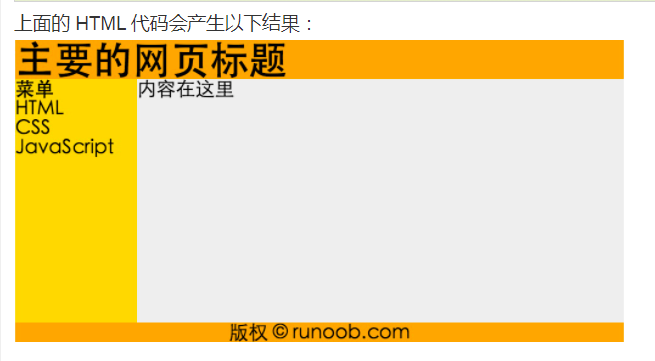 上面的 HTML 代码会产生以下结果：
主要的网页标题
菜单
HTML
CSS
JavaScript
内容在这里
版权 © runoob.com